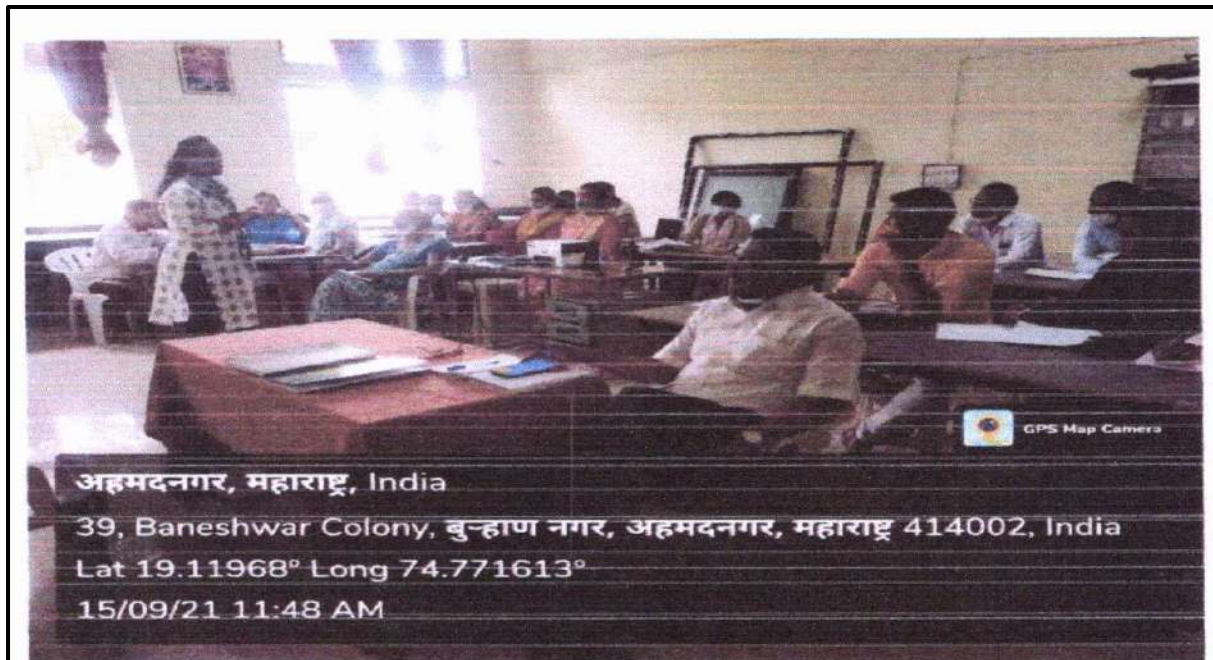 GPS Map Camera
अहमदनगर, महाराष्ट्र, India
39, Baneshwar Colony, बुऱ्हाण नगर, अहमदनगर, महाराष्ट्र 414002, India
Lat 19.11968° Long 74.771613°
15/09/21 11:48 AM